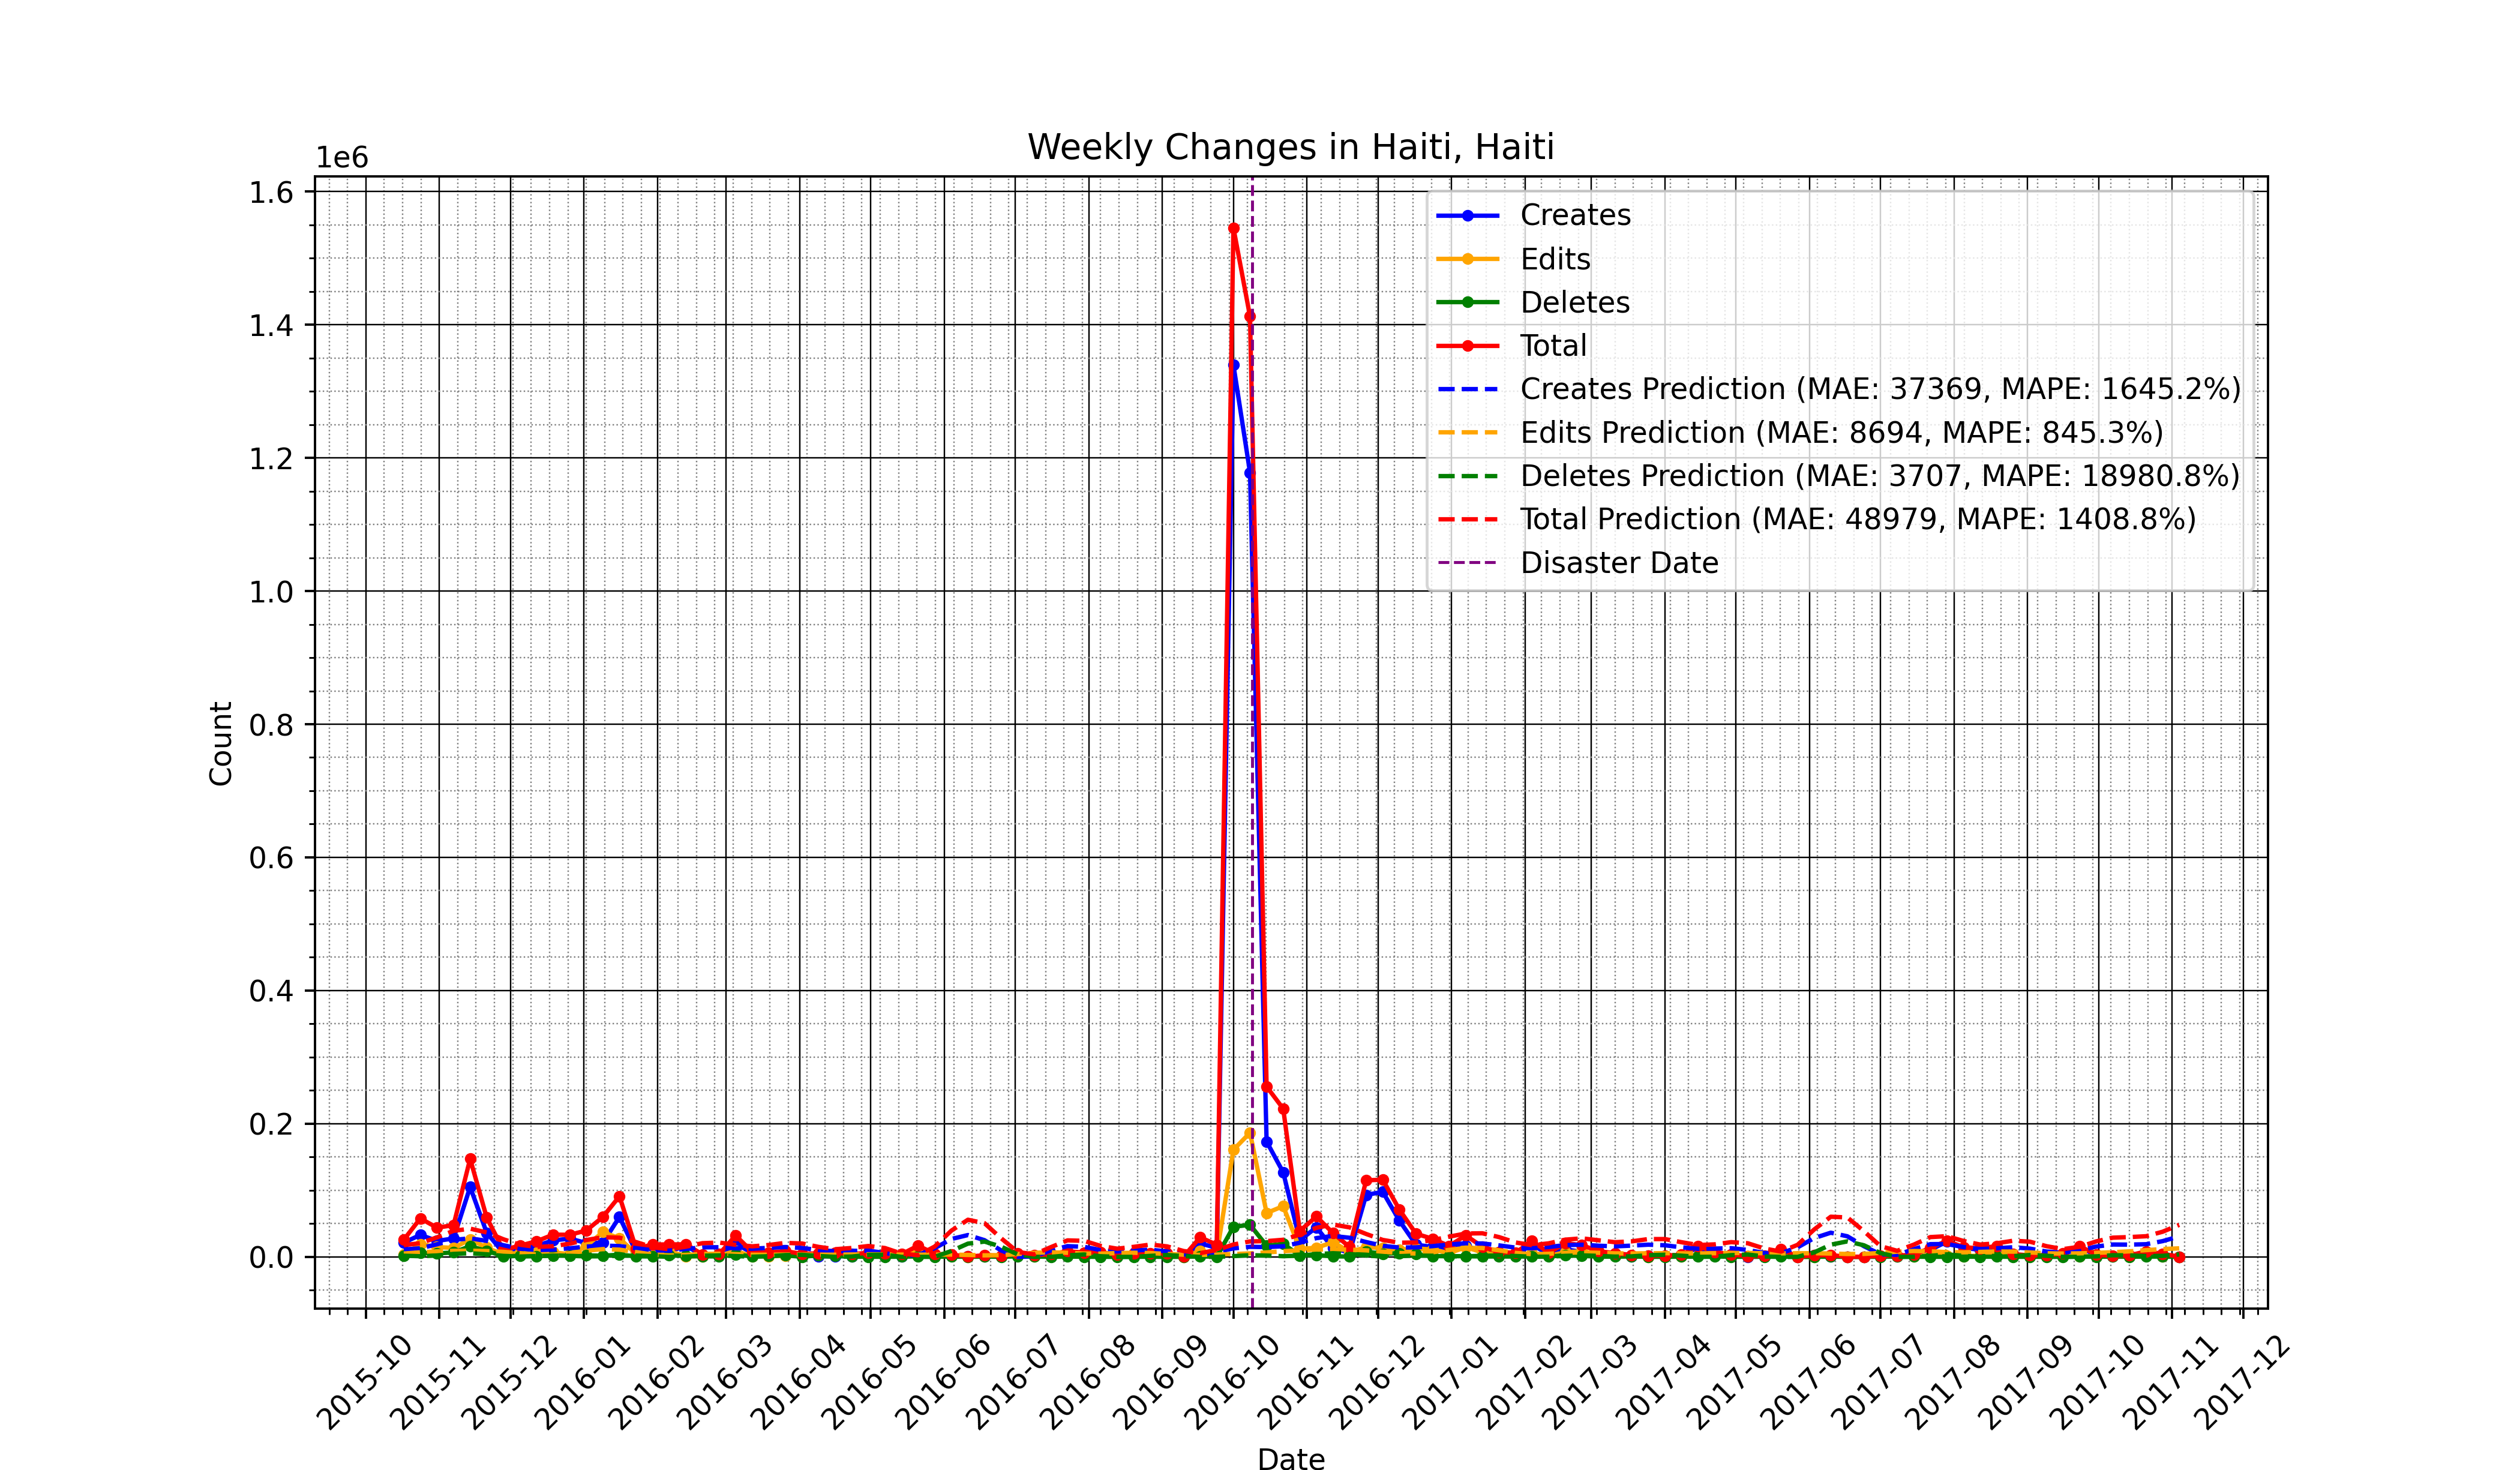 Weekly Changes in Haiti, Haiti
1e6
1.6
1.4
1.2
1.0
0.8
0.6
0.4
0.2
0.0
Count
Creates
Edits
Deletes
Total
Creates Prediction (MAE: 37369, MAPE: 1645.2%)
Edits Prediction (MAE: 8694, MAPE: 845.3%)
Deletes Prediction (MAE: 3707, MAPE: 18980.8%)
Total Prediction (MAE: 48979, MAPE: 1408.8%)
Disaster Date
2015-10
2015-11
2015-12
2016-01
2016-02
2016-03
2016-04
2016-05
2016-06
2016-07
2016-08
2016-09
2016-10
2016-11
2016-12
2017-01
2017-02
2017-03
2017-04
2017-05
2017-06
2017-07
2017-08
2017-09
2017-10
2017-11
2017-12
Date